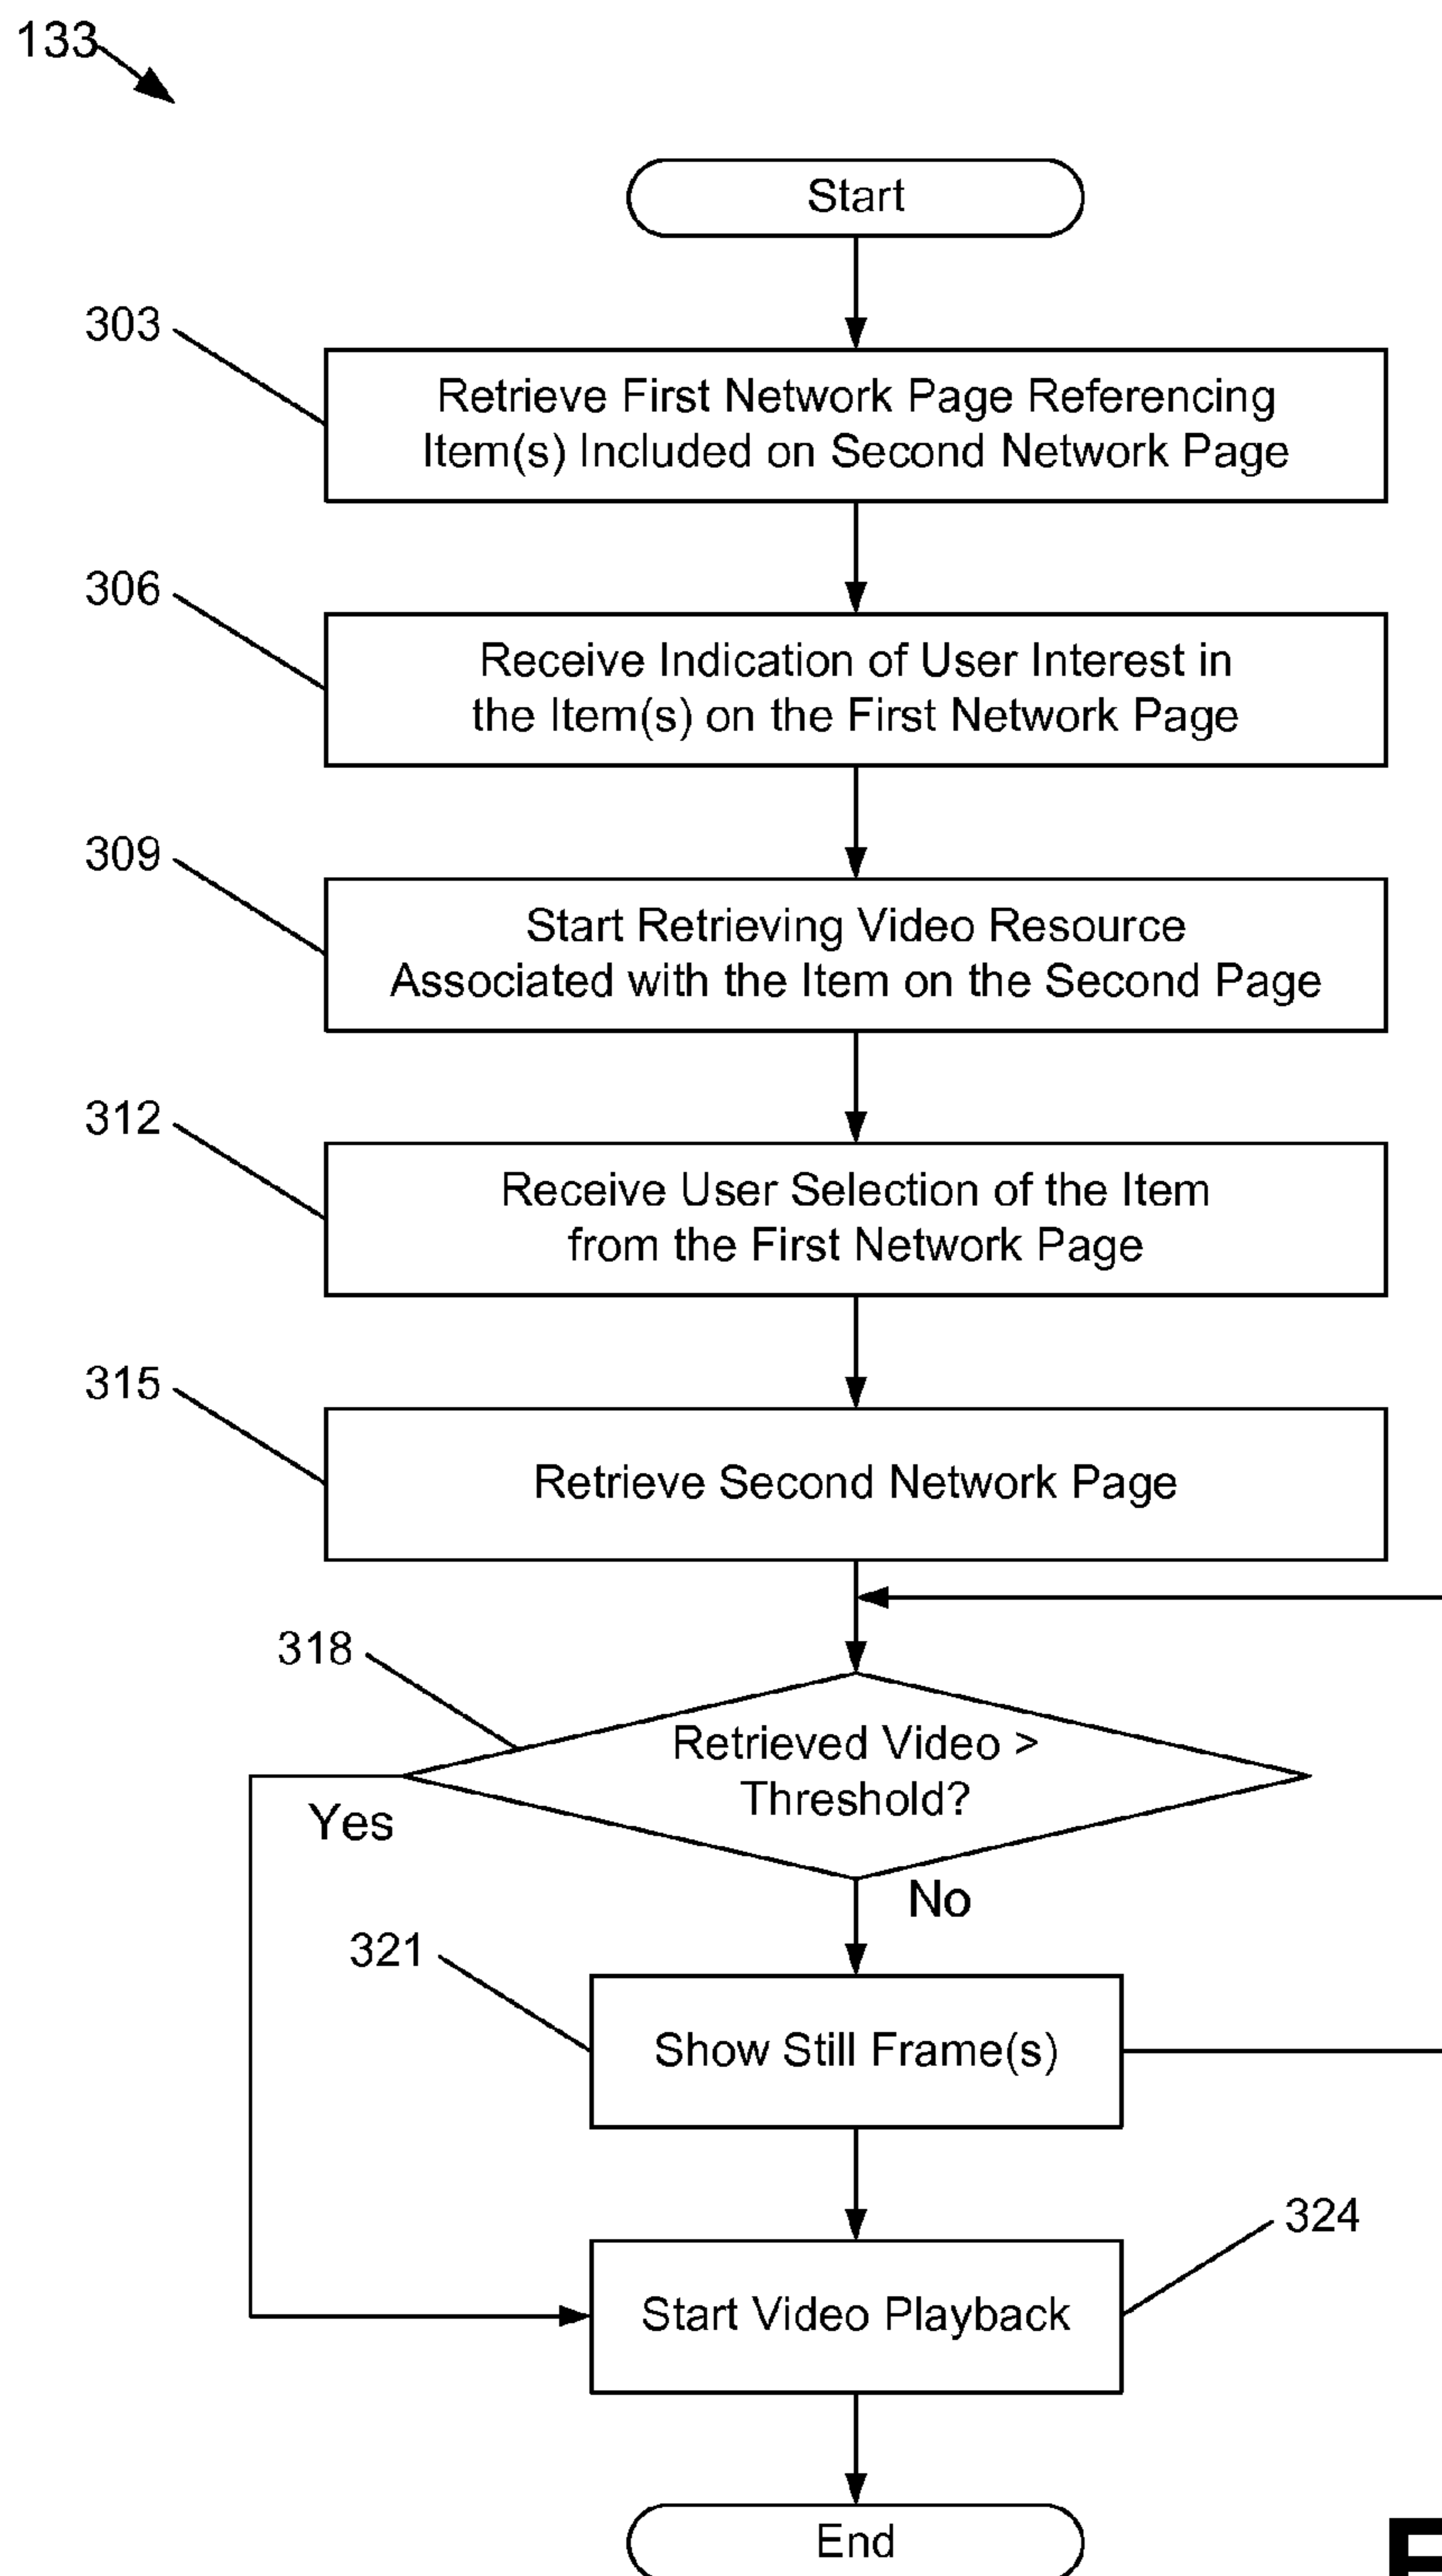 133
Start
303
Retrieve First Network Page Referencing
Item(s) Included on Second Network Page
306
Receive Indication of User Interest in
the Item(s) on the First Network Page
309
Start Retrieving Video Resource
Associated with the Item on the Second Page
312
Receive User Selection of the Item
from the First Network Page
315
Retrieve Second Network Page
318
Retrieved Video >
Threshold?
Yes
No
321
Show Still Frame(s)
324
Start Video Playback
End